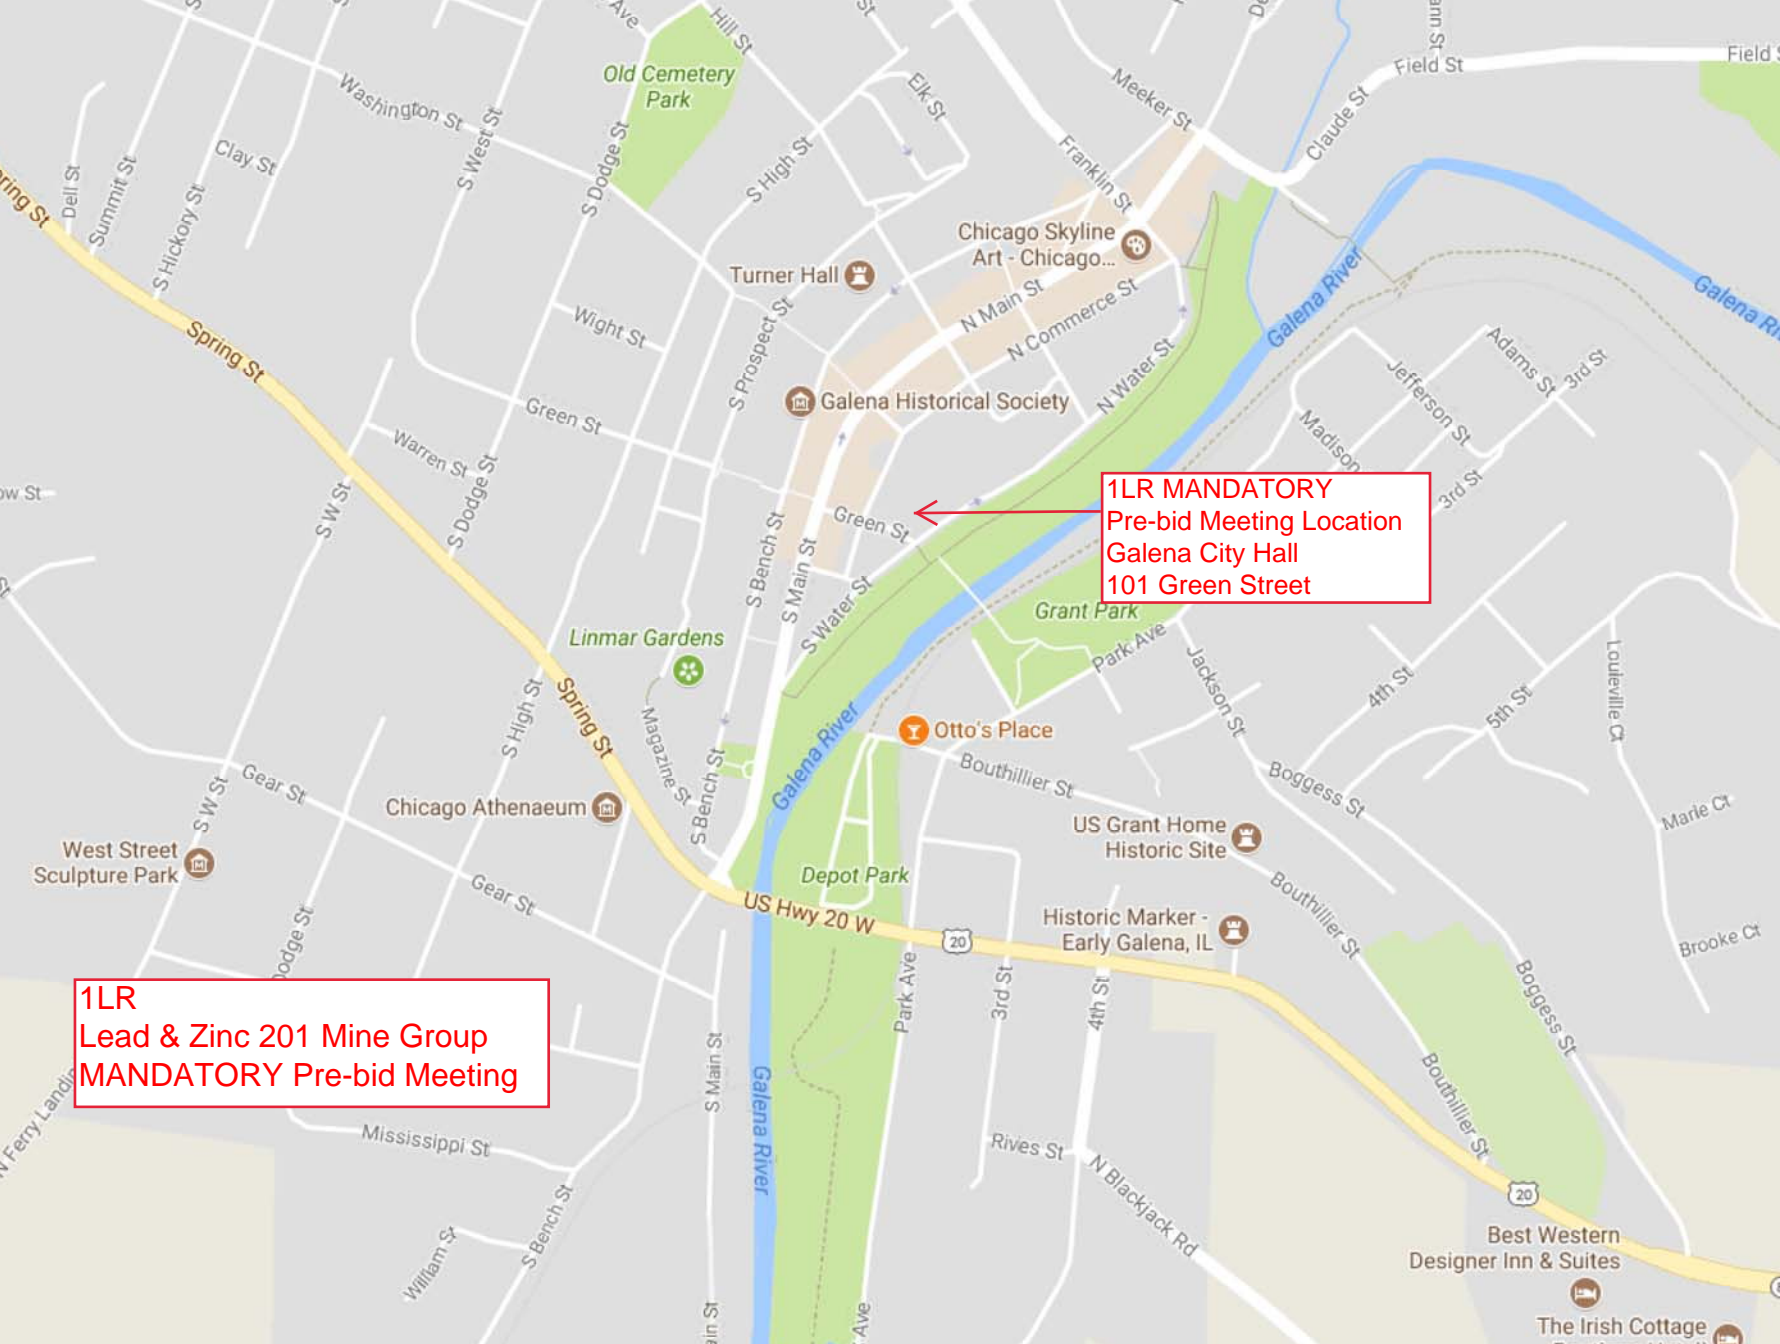 Hill St
Old Cemetery
Park
Elk St
Meeker St
Field St
Field
Claude St
Washington St
Clay St
S West St
S Dodge St
S High St
Franklin St
Dell St
Summit St
S Hickory St
Spring St
Chicago Skyline
Art - Chicago...
Turner Hall
N Main St
N Commerce St
Galena River
Galena
Wight St
S Prospect St
Spring St
N Water St
Adams St
3rd St
Jefferson St
Madison
Green St
Galena Historical Society
Warren St
S Dodge St
S W St
3rd St
1LR MANDATORY
Pre-bid Meeting Location
Galena City Hall
101 Green Street
Green St
S Bench St
S Main St
S Water St
Grant Park
Park Ave
Linmar Gardens
Jackson St
4th St
5th St
Louleville Ct
Spring St
S High St
Magazine St
S Bench St
Galena River
Otto's Place
Bouthillier St
Boggess St
Gear St
S W St
Chicago Athenaeum
Marie Ct
US Grant Home
Historic Site
West Street
Sculpture Park
Depot Park
Gear St
US Hwy 20 W
20
Historic Marker -
Early Galena, IL
Bouthillier St
Brooke Ct
Park Ave
3rd St
4th St
Boggess St
1LR
Lead & Zinc 201 Mine Group
MANDATORY Pre-bid Meeting
S Main St
Galena River
Bouthillier St
Mississippi St
Rives St
N Blackjack Rd
20
William St
S Bench St
Best Western
Designer Inn & Suites
The Irish Cottage
Ave